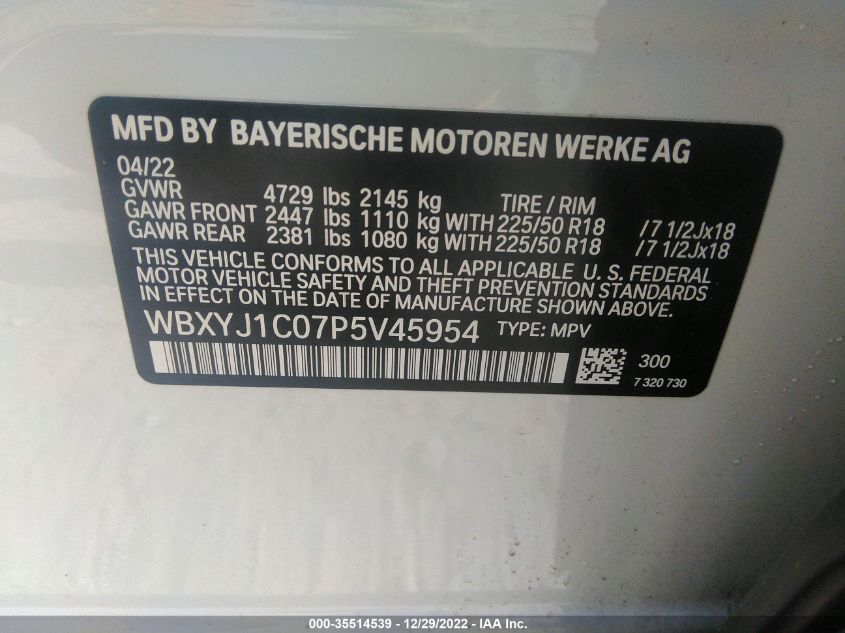 MFD BY BAYERISCHE MOTOREN WERKE AG
04/22
GVWR 4729 lbs 2145 kg TIRE / RIM
GAWR FRONT 2447 lbs 1110 kg WITH 225/50 R18 /7 1/2Jx18
GAWR REAR 2381 lbs 1080 kg WITH 225/50 R18 /7 1/2Jx18
THIS VEHICLE CONFORMS TO ALL APPLICABLE U. S. FEDERAL
MOTOR VEHICLE SAFETY AND THEFT PREVENTION STANDARDS
IN EFFECT ON THE DATE OF MANUFACTURE SHOWN ABOVE.
WBXYJ1C07P5V45954 TYPE: MPV
300
7 320 730
000-35514539 - 12/29/2022 - IAA Inc.